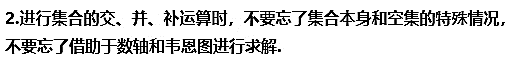 2.进行集合的交、并、补运算时，不要忘了集合本身和空集的特殊情况，
不要忘了借助于数轴和韦恩图进行求解.